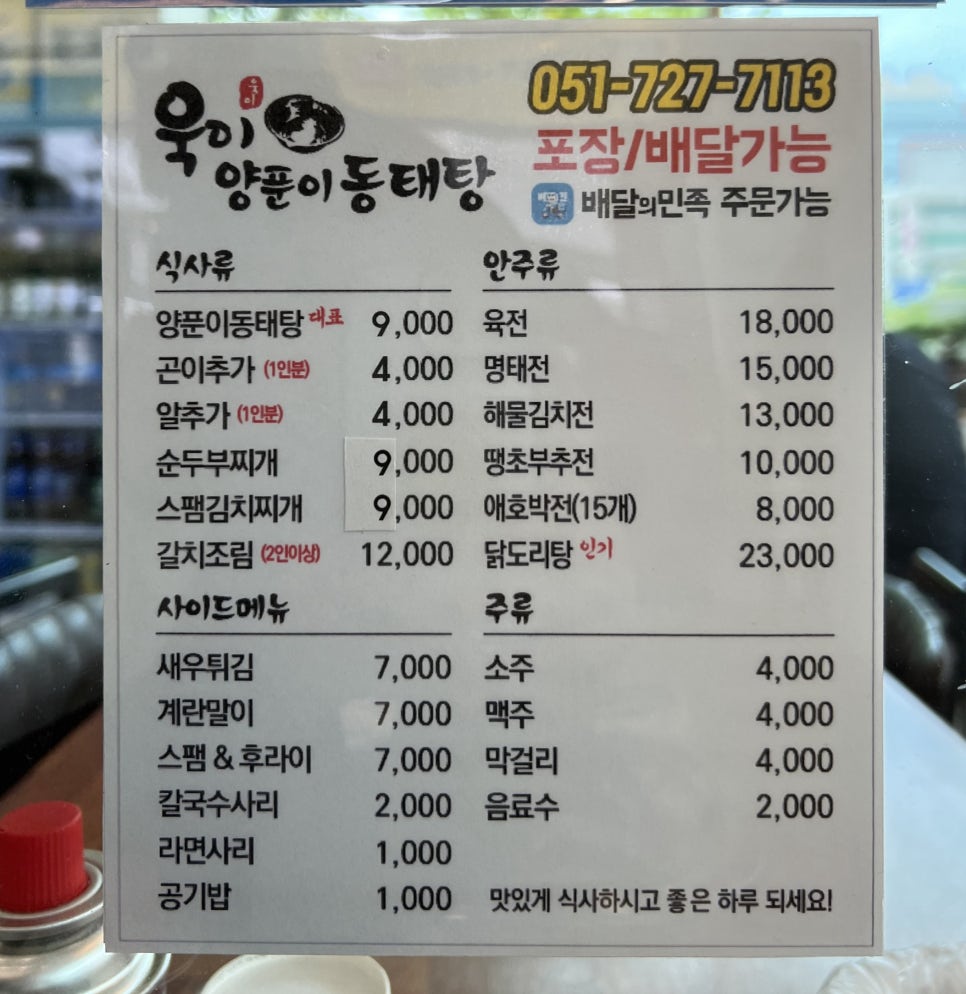 욱이
욱이
양푼이동태탕
051-727-7113
포장/배달가능
배달의민족 주문가능
식사류
양푼이동태탕 대표 9,000
곤이추가 (1인분) 4,000
알추가 (1인분) 4,000
순두부찌개 9,000
스팸김치찌개 9,000
갈치조림 (2인이상) 12,000
안주류
육전 18,000
명태전 15,000
해물김치전 13,000
땡초부추전 10,000
애호박전(15개) 8,000
닭도리탕 인기 23,000
사이드메뉴
새우튀김 7,000
계란말이 7,000
스팸 & 후라이 7,000
칼국수사리 2,000
라면사리 1,000
공기밥 1,000
주류
소주 4,000
맥주 4,000
막걸리 4,000
음료수 2,000
맛있게 식사하시고 좋은 하루 되세요!